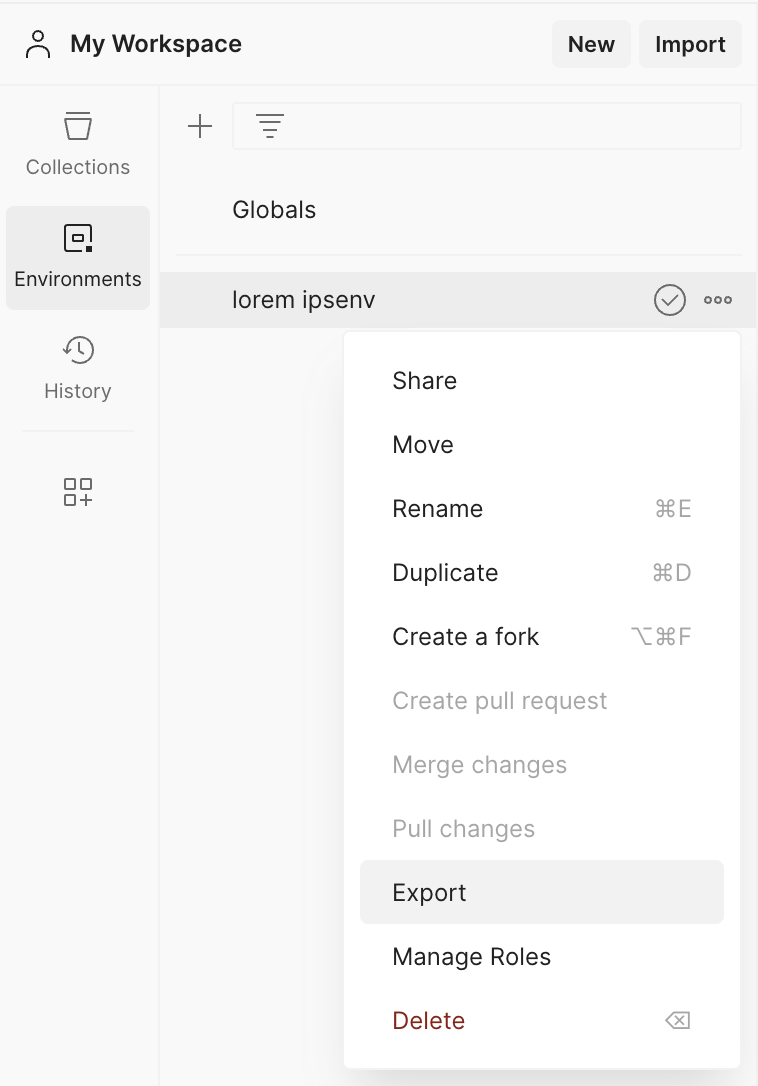 My Workspace
New
Import
Collections
Environments
History
Globals
lorem ipsenv
Share
Move
Rename ⌘E
Duplicate ⌘D
Create a fork ⌥⌘F
Create pull request
Merge changes
Pull changes
Export
Manage Roles
Delete ⌫